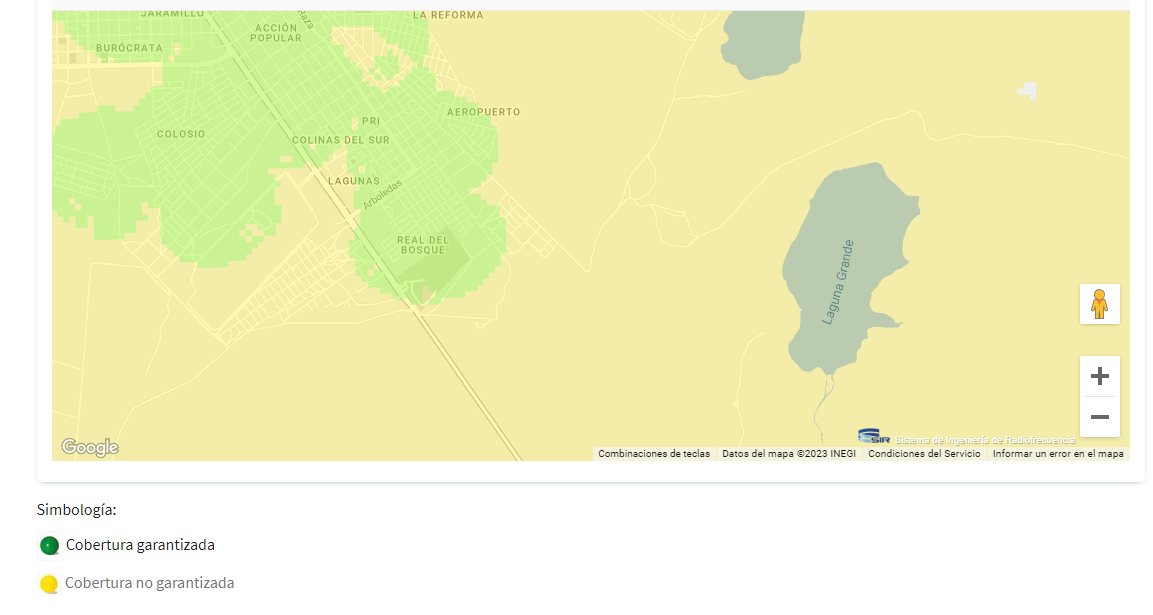 JARAMILLO
LA REFORMA
Raza
ACCIÓN
POPULAR
BURÓCRATA
AEROPUERTO
PRI
COLOSIO
COLINAS DEL SUR
LAGUNAS
Arboledas
REAL DEL
BOSQUE
Laguna Grande
Google
SIR Sistema de Ingeniería de Radiofrecuencia
Combinaciones de teclas Datos del mapa ©2023 INEGI Condiciones del Servicio Informar un error en el mapa
Simbología:
Cobertura garantizada
Cobertura no garantizada